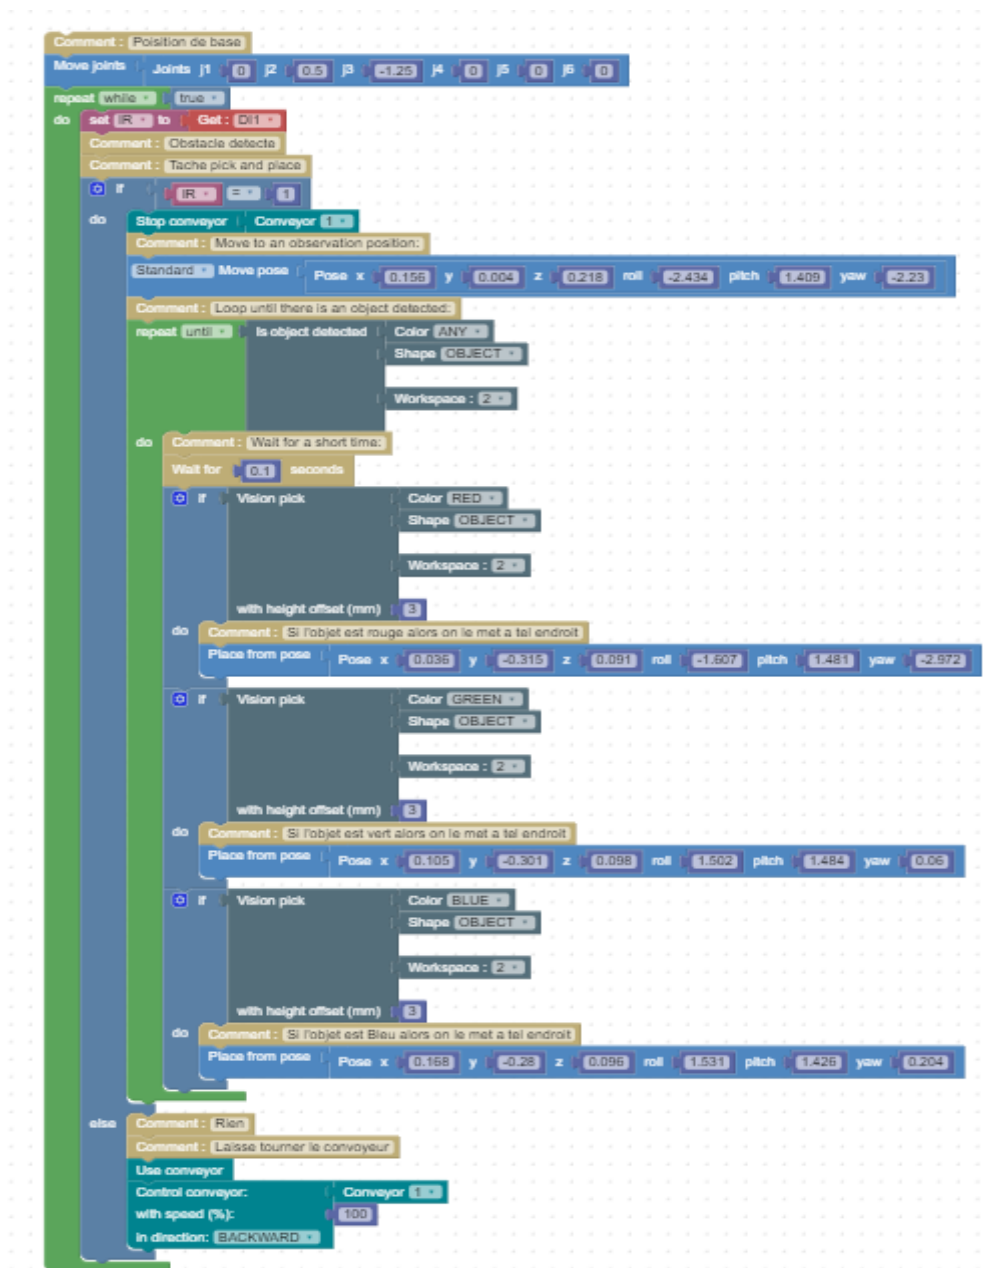 Comment : Poisition de base
Move joints Joints j1 0 j2 0.5 j3 -1.25 j4 0 j5 0 j6 0
repeat while true
do set IR to Get : DI1
Comment : Obstacle detecte
Comment : Tache pick and place
if IR = 1
do Stop conveyor Conveyor 1
Comment : Move to an observation position:
Standard Move pose Pose x 0.156 y 0.004 z 0.218 roll -2.434 pitch 1.409 yaw -2.23
Comment : Loop until there is an object detected:
repeat until Is object detected Color ANY
Shape OBJECT
Workspace : 2
do Comment : Wait for a short time:
Wait for 0.1 seconds
if Vision pick Color RED
Shape OBJECT
Workspace : 2
with height offset (mm) 3
do Comment : Si l'objet est rouge alors on le met a tel endroit
Place from pose Pose x 0.036 y -0.315 z 0.091 roll -1.607 pitch 1.481 yaw -2.972
if Vision pick Color GREEN
Shape OBJECT
Workspace : 2
with height offset (mm) 3
do Comment : Si l'objet est vert alors on le met a tel endroit
Place from pose Pose x 0.105 y -0.301 z 0.098 roll 1.502 pitch 1.484 yaw 0.06
if Vision pick Color BLUE
Shape OBJECT
Workspace : 2
with height offset (mm) 3
do Comment : Si l'objet est Bleu alors on le met a tel endroit
Place from pose Pose x 0.168 y -0.28 z 0.096 roll 1.531 pitch 1.426 yaw 0.204
else Comment : Rien
Comment : Laisse tourner le convoyeur
Use conveyor
Control conveyor: Conveyor 1
with speed (%): 100
in direction: BACKWARD